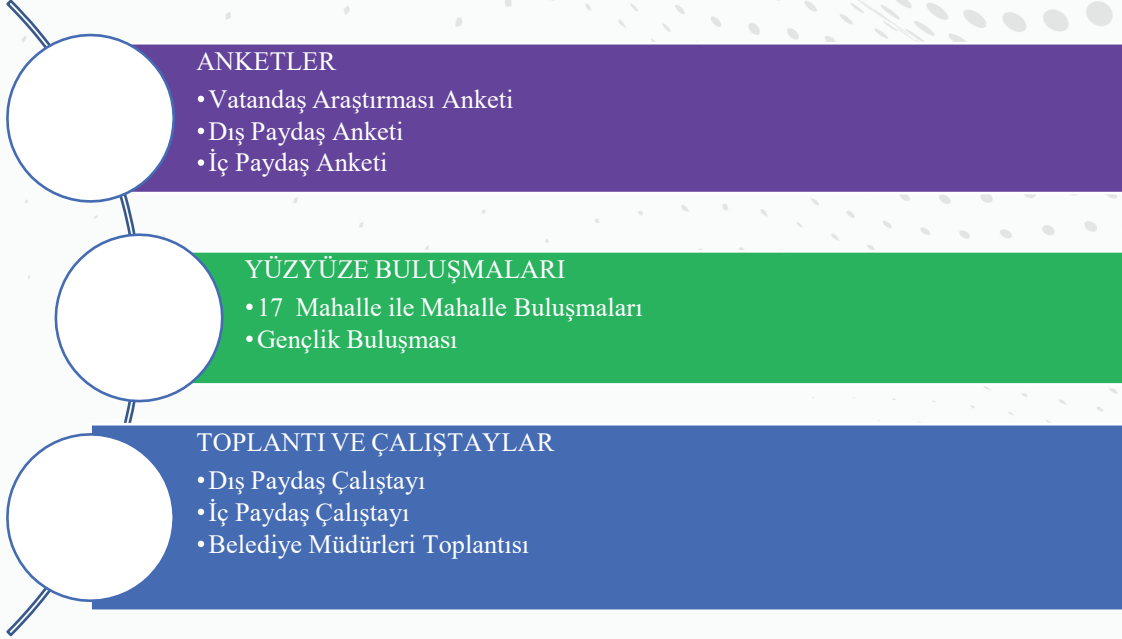 ANKETLER
•Vatandaş Araştırması Anketi
•Dış Paydaş Anketi
•İç Paydaş Anketi
YÜZYÜZE BULUŞMALARI
•17 Mahalle ile Mahalle Buluşmaları
•Gençlik Buluşması
TOPLANTI VE ÇALIŞTAYLAR
•Dış Paydaş Çalıştayı
•İç Paydaş Çalıştayı
•Belediye Müdürleri Toplantısı